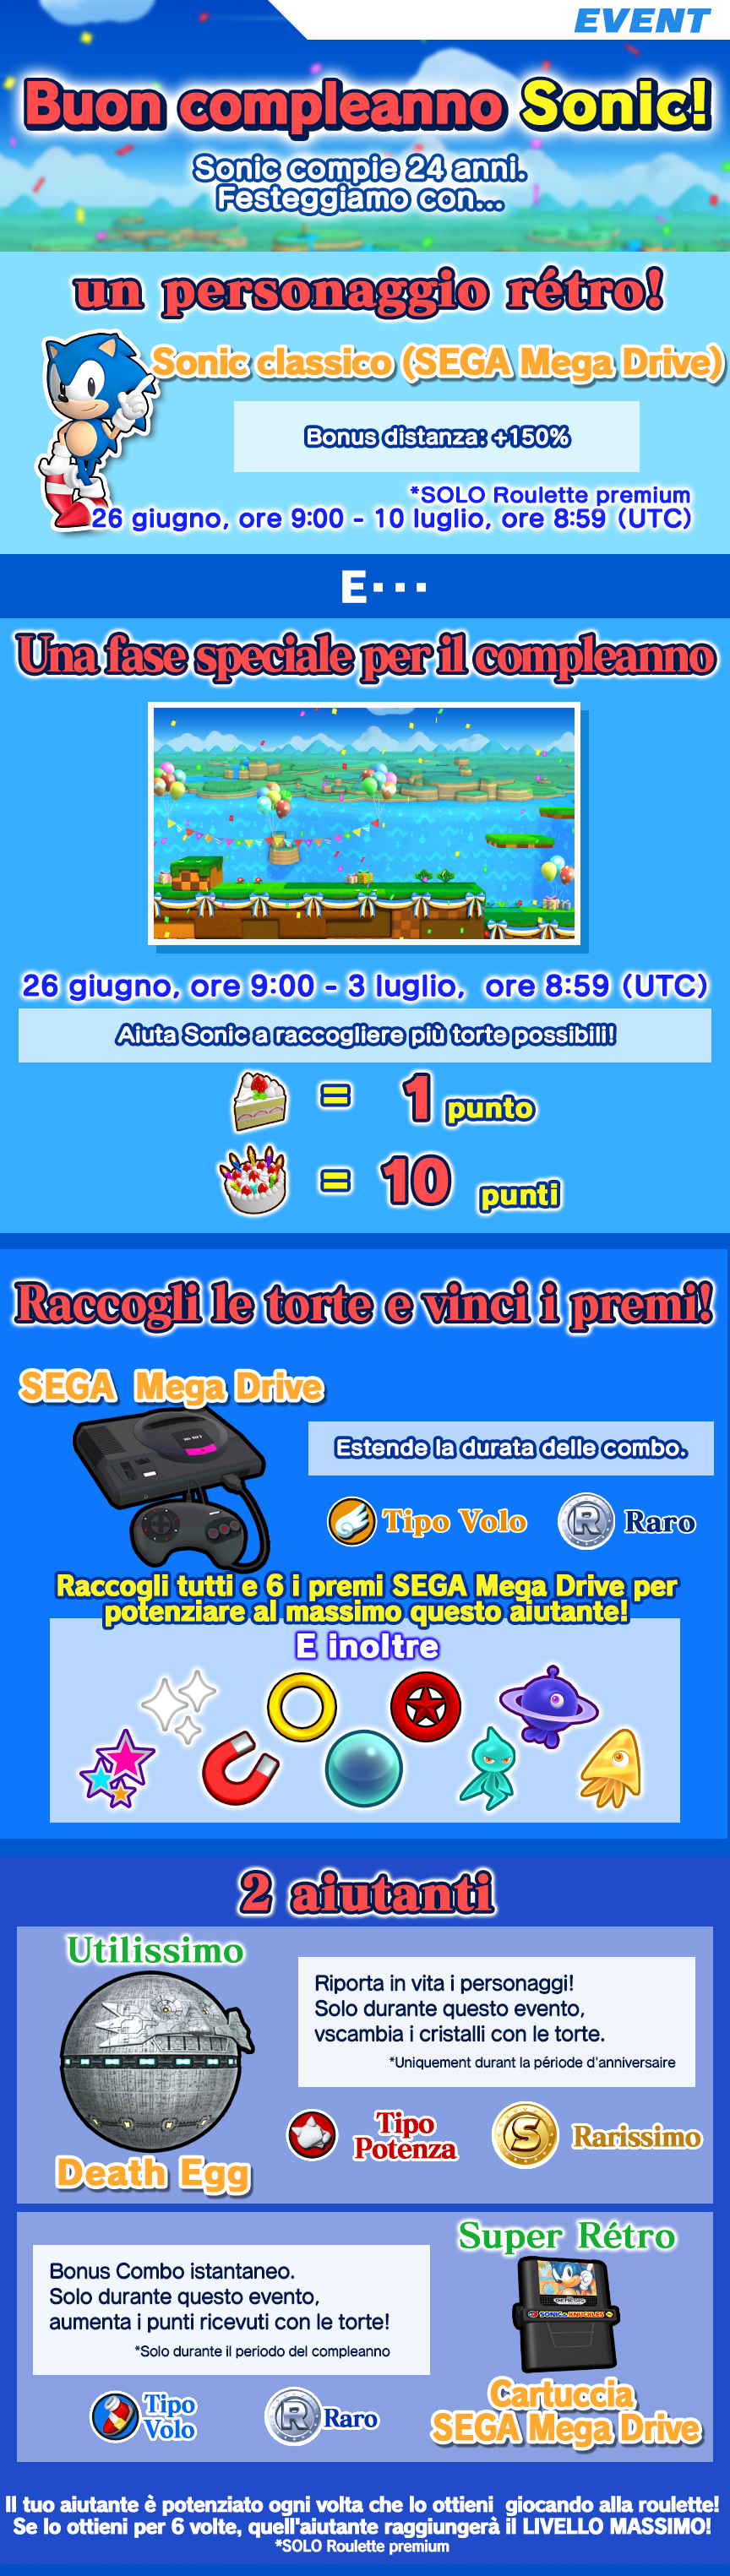 EVENT
Buon compleanno Sonic!
Sonic compie 24 anni.
Festeggiamo con...
un personaggio rétro!
Sonic classico (SEGA Mega Drive)
Bonus distanza: +150%
*SOLO Roulette premium
26 giugno, ore 9:00 - 10 luglio, ore 8:59 (UTC)
E···
Una fase speciale per il compleanno
26 giugno, ore 9:00 - 3 luglio, ore 8:59 (UTC)
Aiuta Sonic a raccogliere più torte possibili!
= 1 punto
= 10 punti
Raccogli le torte e vinci i premi!
SEGA Mega Drive
Estende la durata delle combo.
Tipo Volo
R Raro
Raccogli tutti e 6 i premi SEGA Mega Drive per
potenziare al massimo questo aiutante!
E inoltre
2 aiutanti
Utilissimo
Riporta in vita i personaggi!
Solo durante questo evento,
vscambia i cristalli con le torte.
*Uniquement durant la période d'anniversaire
Tipo
Potenza
S Rarissimo
Death Egg
Super Rétro
Bonus Combo istantaneo.
Solo durante questo evento,
aumenta i punti ricevuti con le torte!
*Solo durante il periodo del compleanno
GENESIS
SONIC & KNUCKLES
Tipo
Volo
R Raro
Cartuccia
SEGA Mega Drive
Il tuo aiutante è potenziato ogni volta che lo ottieni giocando alla roulette!
Se lo ottieni per 6 volte, quell'aiutante raggiungerà il LIVELLO MASSIMO!
*SOLO Roulette premium